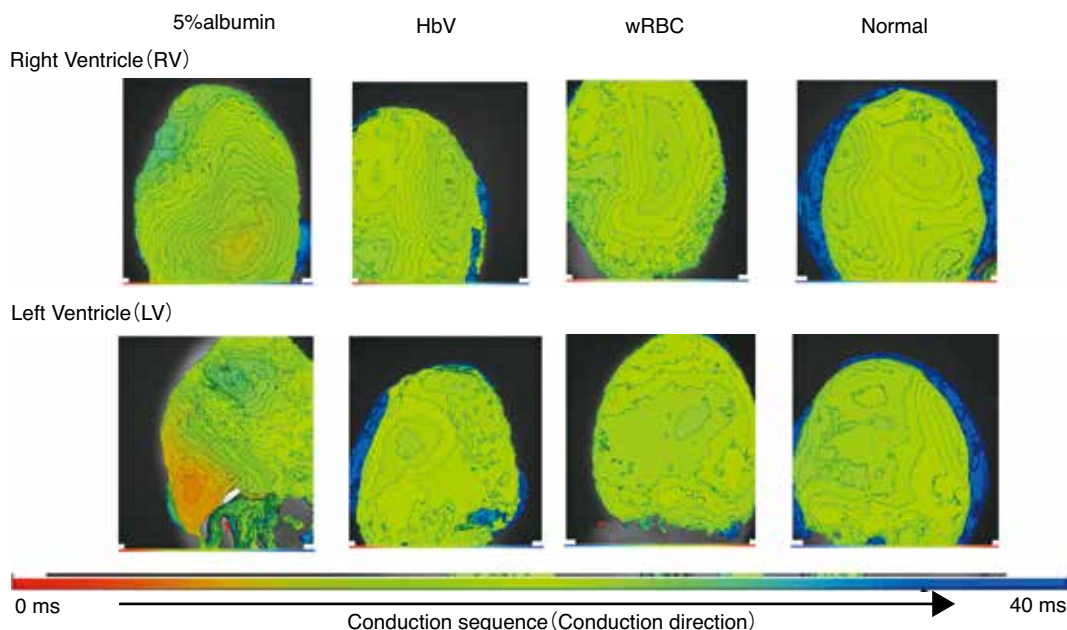 5%albumin HbV wRBC Normal
Right Ventricle(RV)
Left Ventricle(LV)
0 ms 40 ms
Conduction sequence(Conduction direction)